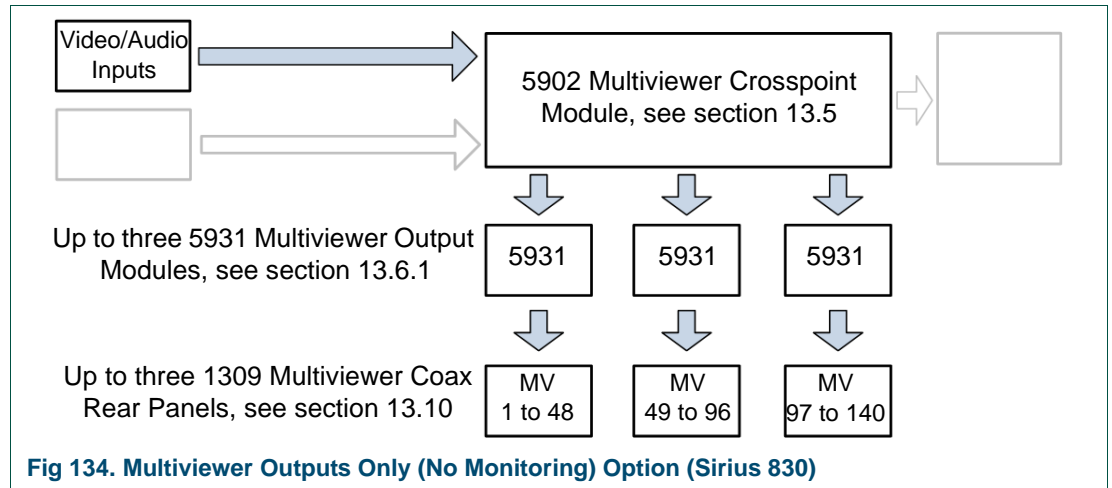 Video/Audio
Inputs
5902 Multiviewer Crosspoint
Module, see section 13.5
Up to three 5931 Multiviewer Output
Modules, see section 13.6.1
5931
5931
5931
Up to three 1309 Multiviewer Coax
Rear Panels, see section 13.10
MV
1 to 48
MV
49 to 96
MV
97 to 140
Fig 134. Multiviewer Outputs Only (No Monitoring) Option (Sirius 830)